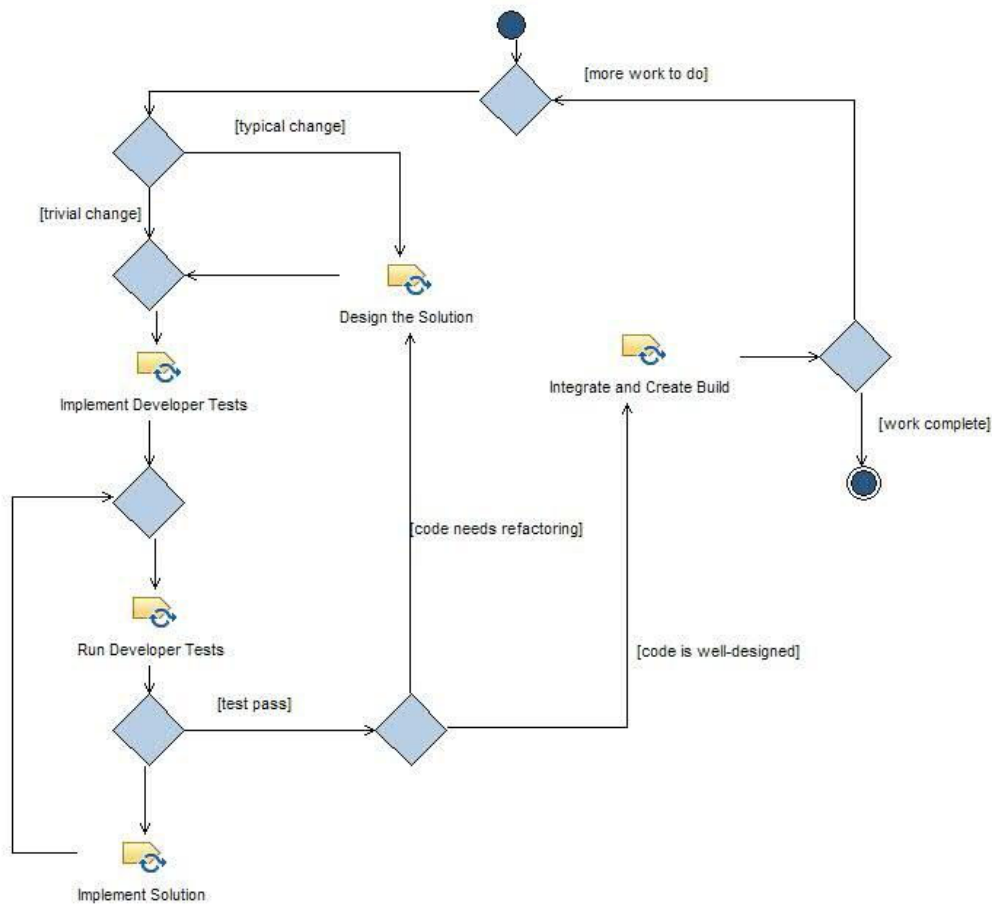 [more work to do]
[typical change]
[trivial change]
Design the Solution
Integrate and Create Build
Implement Developer Tests
[work complete]
[code needs refactoring]
Run Developer Tests
[code is well-designed]
[test pass]
Implement Solution